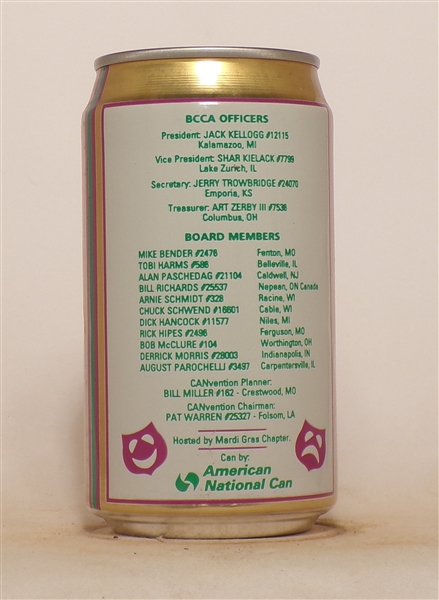 BCCA OFFICERS
President: JACK KELLOGG #12115
Kalamazoo, MI
Vice President: SHAR KIELACK #7799
Lake Zurich, IL
Secretary: JERRY TROWBRIDGE #24070
Emporia, KS
Treasurer: ART ZERBY III #7536
Columbus, OH
BOARD MEMBERS
MIKE BENDER #2476 Fenton, MO
TOBI HARMS #586 Belleville, IL
ALAN PASCHEDAG #21104 Caldwell, NJ
BILL RICHARDS #25537 Nepean, ON Canada
ARNIE SCHMIDT #328 Racine, WI
CHUCK SCHWEND #16601 Cable, WI
DICK HANCOCK #11577 Niles, MI
RICK HIPES #2496 Ferguson, MO
BOB McCLURE #104 Worthington, OH
DERRICK MORRIS #28003 Indianapolis, IN
AUGUST PAROCHELLI #3497 Carpentersville, IL
CANvention Planner:
BILL MILLER #162 - Crestwood, MO
CANvention Chairman:
PAT WARREN #25327 - Folsom, LA
Hosted by Mardi Gras Chapter.
Can by:
American
National Can